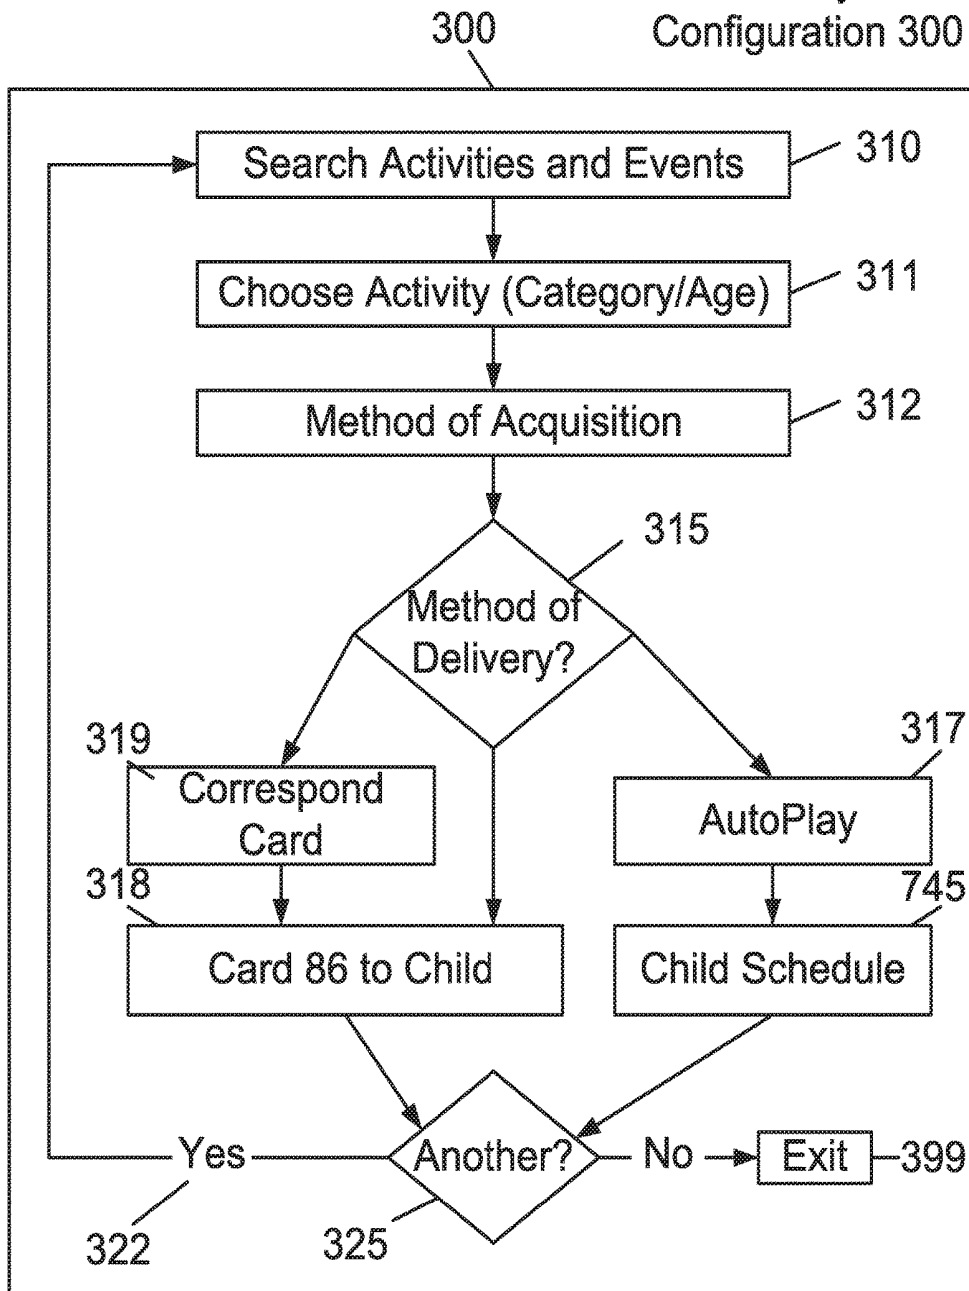 300
Configuration 300
Search Activities and Events
310
Choose Activity (Category/Age)
311
Method of Acquisition
312
315
Method of
Delivery?
319
317
Correspond
Card
AutoPlay
318
745
Card 86 to Child
Child Schedule
Yes
Another?
No
Exit
399
322
325